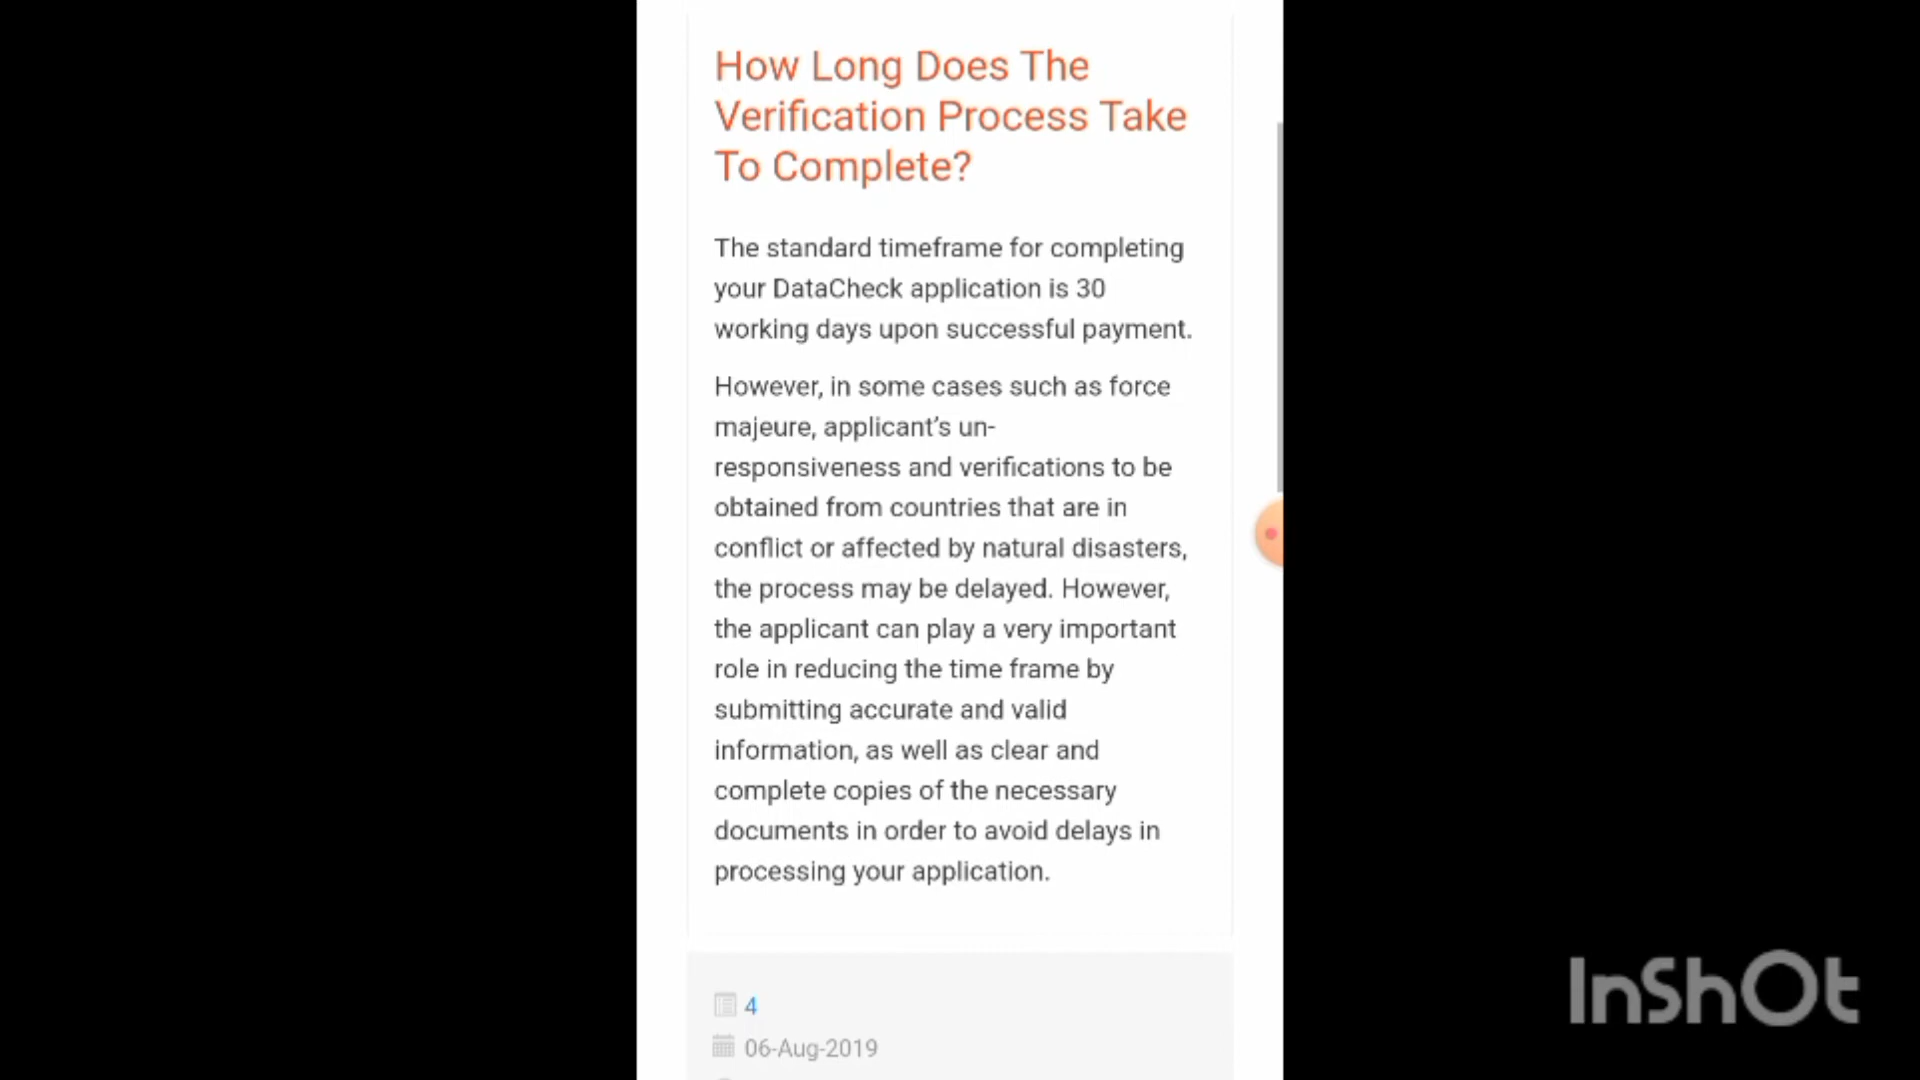 How Long Does The
Verification Process Take
To Complete?
The standard timeframe for completing
your DataCheck application is 30
working days upon successful payment.
However, in some cases such as force
majeure, applicant’s un-
responsiveness and verifications to be
obtained from countries that are in
conflict or affected by natural disasters,
the process may be delayed. However,
the applicant can play a very important
role in reducing the time frame by
submitting accurate and valid
information, as well as clear and
complete copies of the necessary
documents in order to avoid delays in
processing your application.
4
06-Aug-2019
InShOt